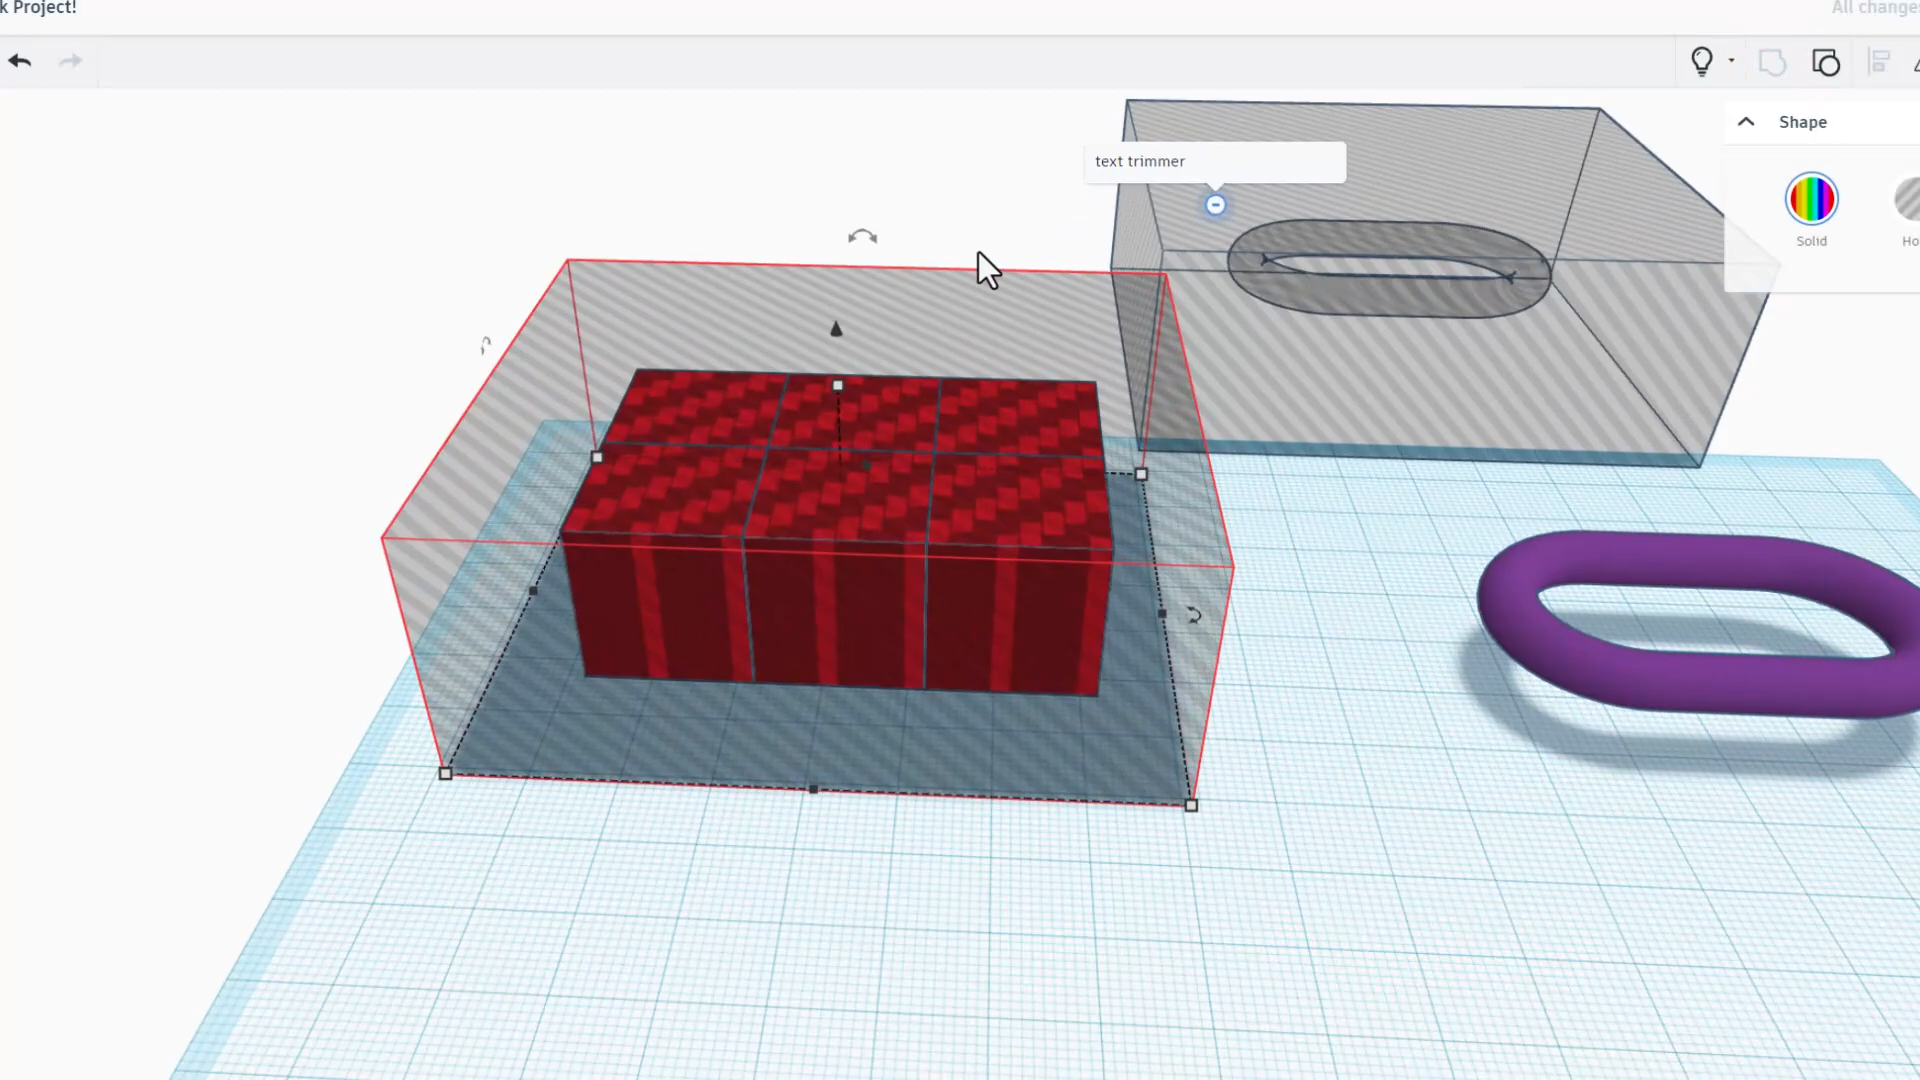 k Project!
All change
text trimmer
Shape
Solid
Ho